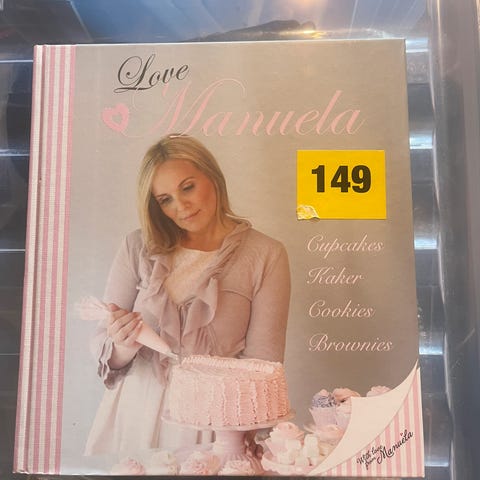 Love
Manuela
149
Cupcakes
Kaker
Cookies
Brownies
With love
from Manuela